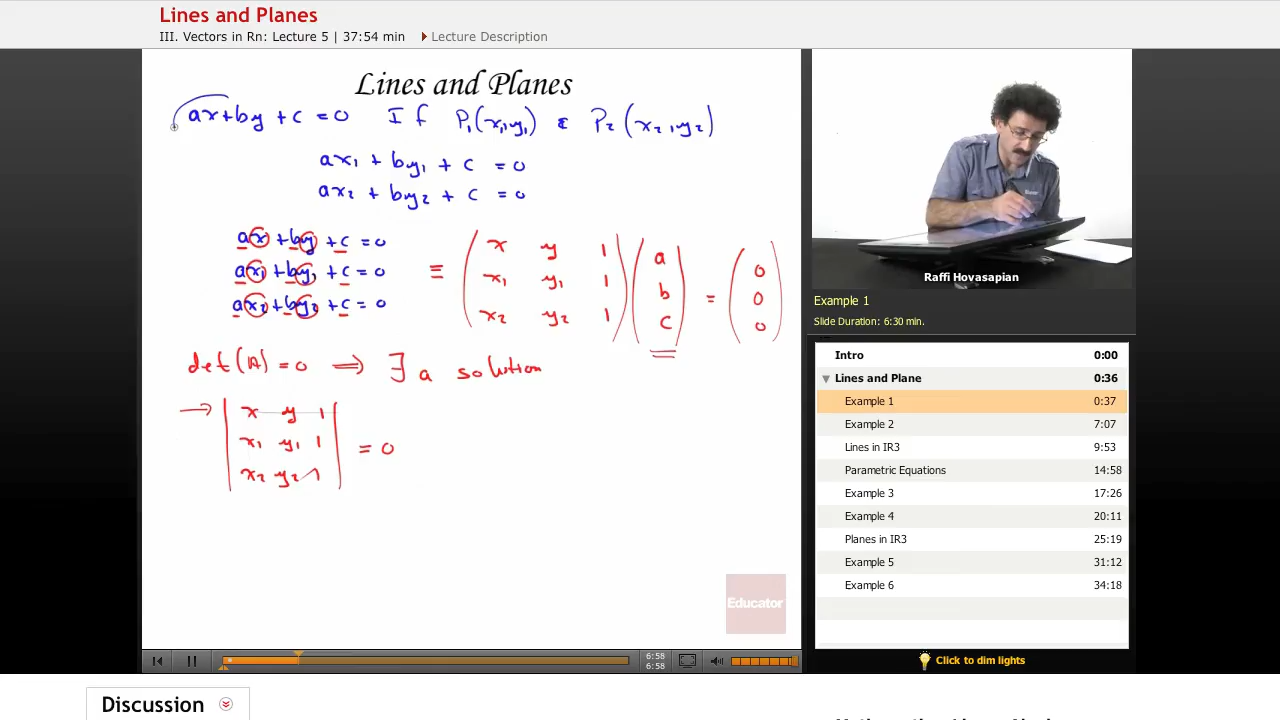 Lines and Planes
III. Vectors in Rn: Lecture 5 | 37:54 min
Lecture Description
Lines and Planes
ax+by+c=0 If P₁(x₁,y₁) & P₂(x₂,y₂)
ax₁ + by₁ + c = 0
ax₂ + by₂ + c = 0
ax + by + c = 0
ax₁ + by₁ + c = 0
ax₂ + by₂ + c = 0
≡ ( x y 1
x₁ y₁ 1
x₂ y₂ 1 ) ( a
b
c ) = ( 0
0
0 )
det(A) = 0 ⟹ ∃ a solution
→ | x y 1 |
| x₁ y₁ 1 | = 0
| x₂ y₂ 1 |
Educator
6:58
6:58
Raffi Hovasapian
Example 1
Slide Duration: 6:30 min.
Intro 0:00
Lines and Plane 0:36
Example 1 0:37
Example 2 7:07
Lines in IR3 9:53
Parametric Equations 14:58
Example 3 17:26
Example 4 20:11
Planes in IR3 25:19
Example 5 31:12
Example 6 34:18
Click to dim lights
Discussion